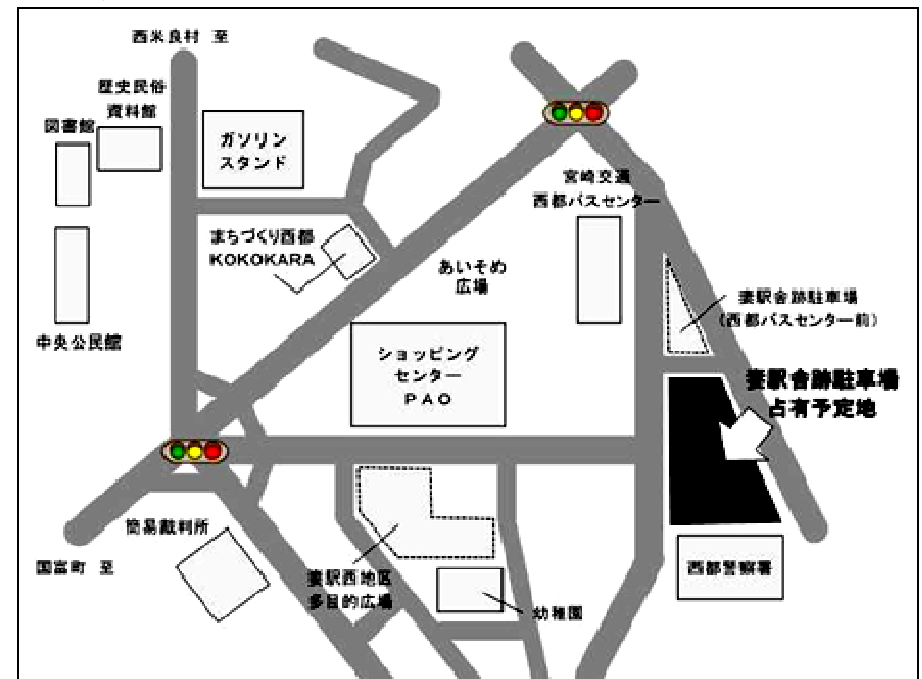 西米良村 至
歴史民俗
資料館
図書館
ガソリン
スタンド
宮崎交通
西都バスセンター
まちづくり西都
KOKOKARA
あいそめ
広場
妻駅舎跡駐車場
(西都バスセンター前)
中央公民館
ショッピング
センター
PAO
妻駅舎跡駐車場
占有予定地
簡易裁判所
国富町 至
妻駅西地区
多目的広場
幼稚園
西都警察署